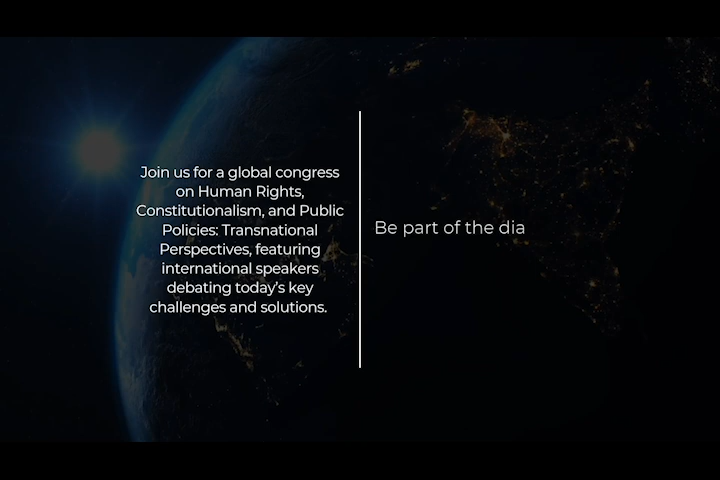 Join us for a global congress
on Human Rights,
Constitutionalism, and Public
Policies: Transnational
Perspectives, featuring
international speakers
debating today’s key
challenges and solutions.
Be part of the dia